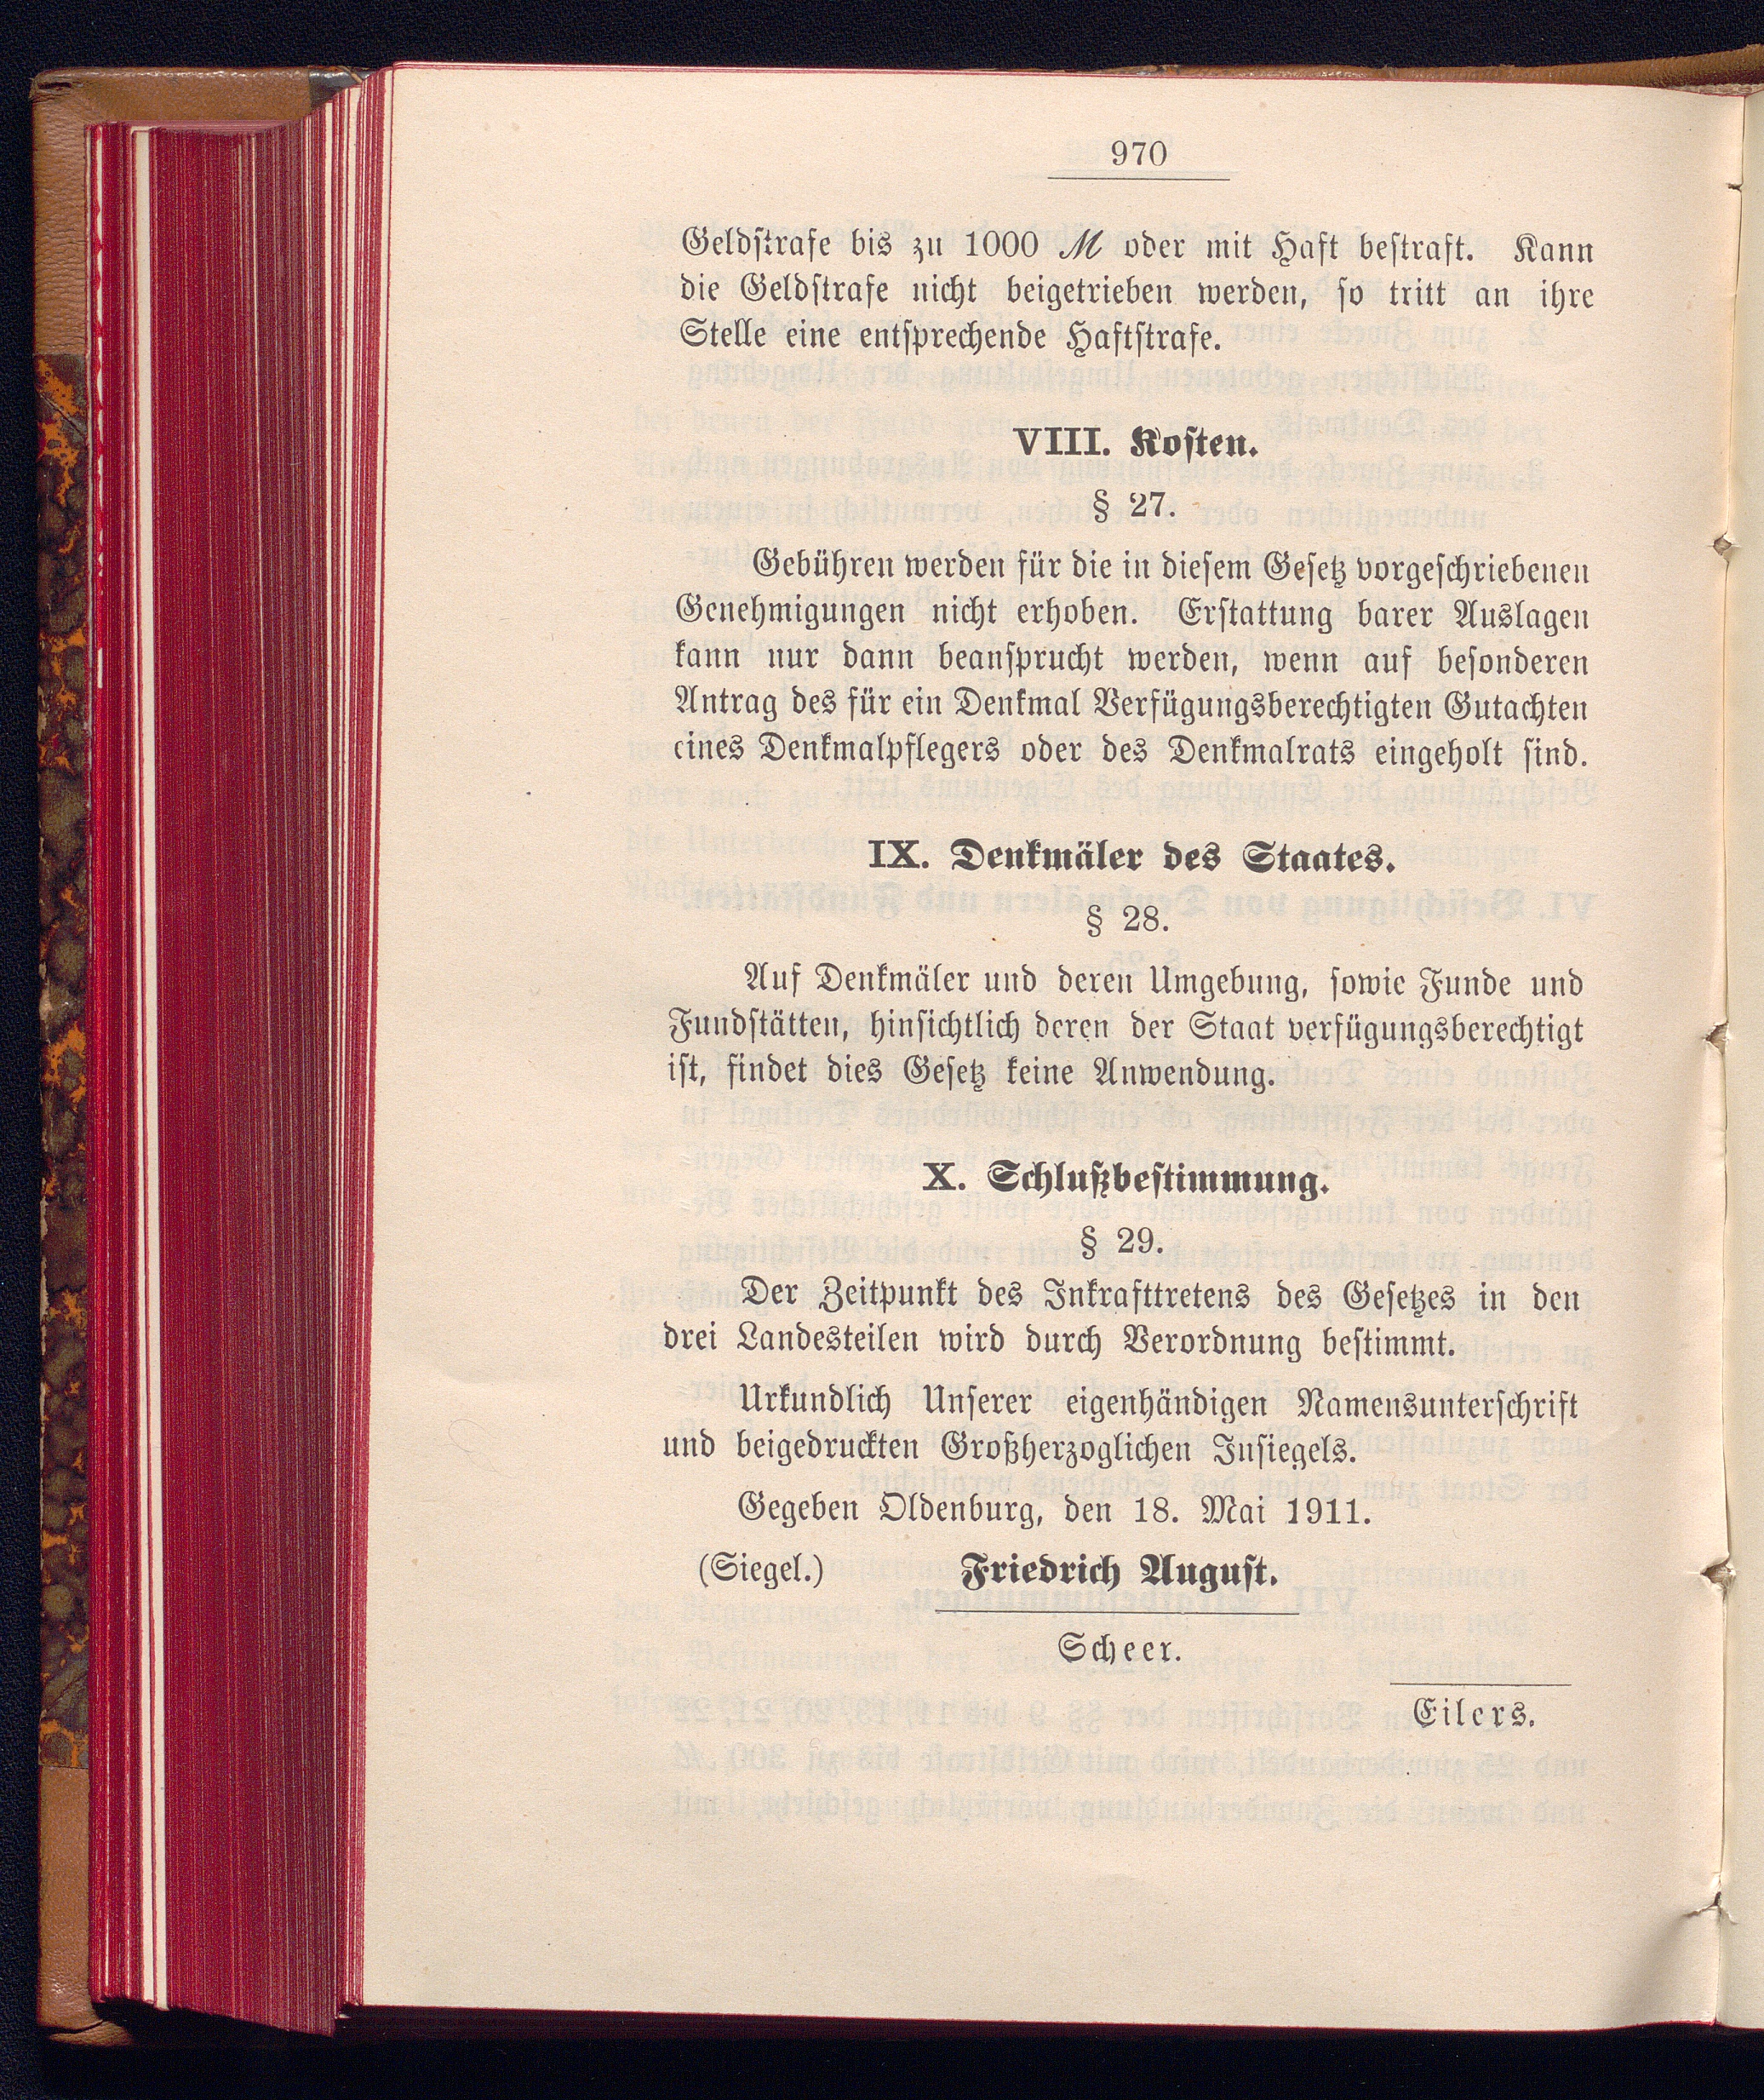 970
Geldstrafe bis zu 1000 ℳ oder mit Haft bestraft. Kann
die Geldstrafe nicht beigetrieben werden, so tritt an ihre
Stelle eine entsprechende Haftstrafe.
VIII. Kosten.
§ 27.
Gebühren werden für die in diesem Gesetz vorgeschriebenen
Genehmigungen nicht erhoben. Erstattung barer Auslagen
kann nur dann beansprucht werden, wenn auf besonderen
Antrag des für ein Denkmal Verfügungsberechtigten Gutachten
eines Denkmalpflegers oder des Denkmalrats eingeholt sind.
IX. Denkmäler des Staates.
§ 28.
Auf Denkmäler und deren Umgebung, sowie Funde und
Fundstätten, hinsichtlich deren der Staat verfügungsberechtigt
ist, findet dies Gesetz keine Anwendung.
X. Schlußbestimmung.
§ 29.
Der Zeitpunkt des Inkrafttretens des Gesetzes in den
drei Landesteilen wird durch Verordnung bestimmt.
Urkundlich Unserer eigenhändigen Namensunterschrift
und beigedruckten Großherzoglichen Insiegels.
Gegeben Oldenburg, den 18. Mai 1911.
(Siegel.) Friedrich August.
Scheer.
Eilers.